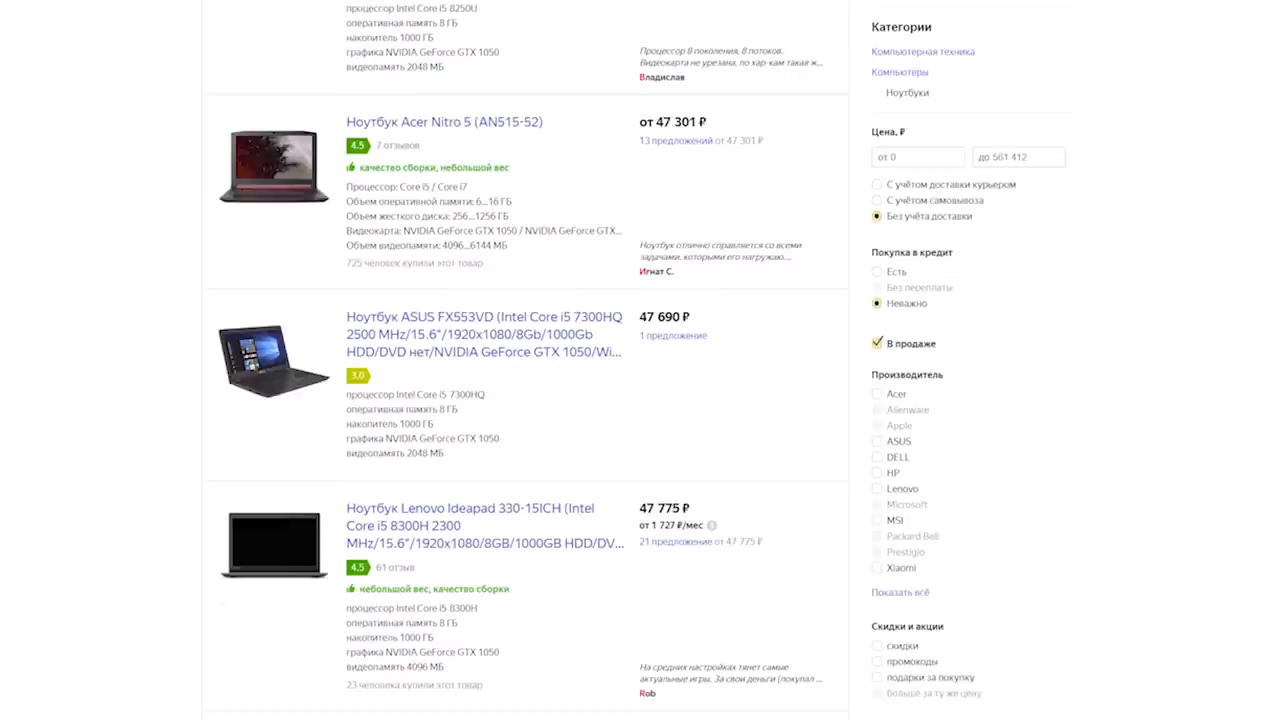 процессор Intel Core i5 8250U
оперативная память 8 ГБ
накопитель 1000 ГБ
графика NVIDIA GeForce GTX 1050
видеопамять 2048 МБ
Процессор 8 поколения, 8 потоков.
Видеокарта не урезана, по хар-кам такая ж...
Владислав
Ноутбук Acer Nitro 5 (AN515-52)
4.5 7 отзывов
качество сборки, небольшой вес
Процессор: Core i5 / Core i7
Объем оперативной памяти: 6...16 ГБ
Объем жесткого диска: 256...1256 ГБ
Видеокарта: NVIDIA GeForce GTX 1050 / NVIDIA GeForce GTX...
Объем видеопамяти: 4096...6144 МБ
725 человек купили этот товар
от 47 301 ₽
13 предложений от 47 301 ₽
Ноутбук отлично справляется со всеми
задачами, которыми его нагружаю....
Игнат С.
Ноутбук ASUS FX553VD (Intel Core i5 7300HQ
2500 MHz/15.6"/1920x1080/8Gb/1000Gb
HDD/DVD нет/NVIDIA GeForce GTX 1050/Wi...
3.0
процессор Intel Core i5 7300HQ
оперативная память 8 ГБ
накопитель 1000 ГБ
графика NVIDIA GeForce GTX 1050
видеопамять 2048 МБ
47 690 ₽
1 предложение
Ноутбук Lenovo Ideapad 330-15ICH (Intel
Core i5 8300H 2300
MHz/15.6"/1920x1080/8GB/1000GB HDD/DV...
4.5 61 отзыв
небольшой вес, качество сборки
процессор Intel Core i5 8300H
оперативная память 8 ГБ
накопитель 1000 ГБ
графика NVIDIA GeForce GTX 1050
видеопамять 4096 МБ
23 человека купили этот товар
47 775 ₽
от 1 727 ₽/мес
21 предложение от 47 775 ₽
На средних настройках тянет самые
актуальные игры. За свои деньги (покупал ...
Rob
Категории
Компьютерная техника
Компьютеры
Ноутбуки
Цена, ₽
от 0 до 561 412
С учётом доставки курьером
С учётом самовывоза
Без учёта доставки
Покупка в кредит
Есть
Без переплаты
Неважно
В продаже
Производитель
Acer
Alienware
Apple
ASUS
DELL
HP
Lenovo
Microsoft
MSI
Packard Bell
Prestigio
Xiaomi
Показать всё
Скидки и акции
скидки
промокоды
подарки за покупку
больше за ту же цену